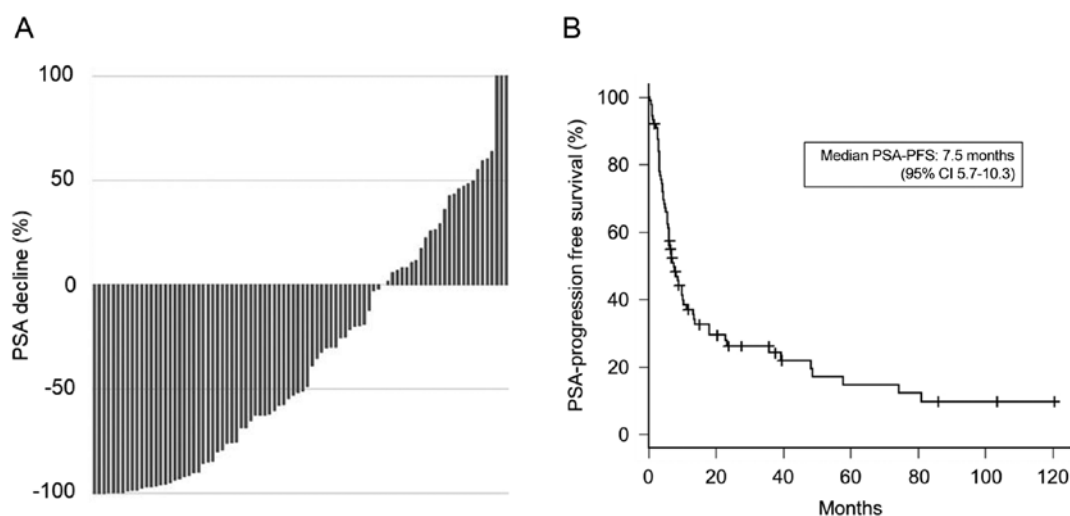 A
PSA decline (%)
100
50
0
-50
-100
B
PSA-progression free survival (%)
100
80
60
40
20
0
Median PSA-PFS: 7.5 months
(95% CI 5.7-10.3)
0 20 40 60 80 100 120
Months